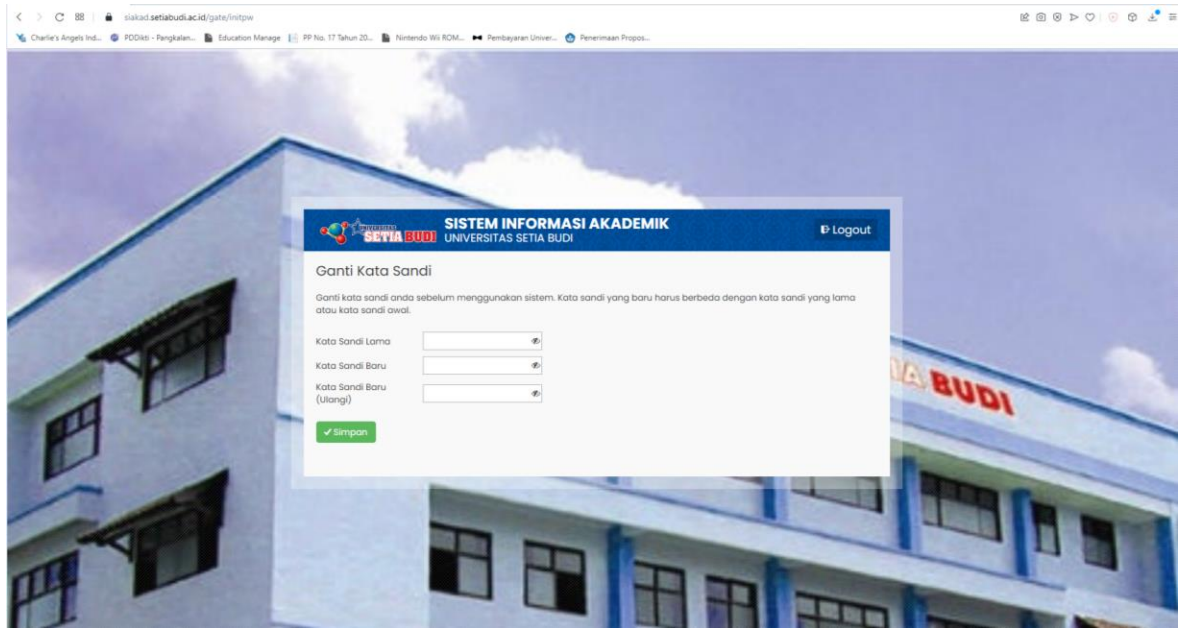 siakad.setiabudi.ac.id/gate/initpw
Charlie's Angels Ind... PDDikti - Pangkalan... Education Manage PP No. 17 Tahun 20... Nintendo Wii ROM... Pembayaran Univer... Penerimaan Propos...
UNIVERSITAS
SETIA BUDI
SISTEM INFORMASI AKADEMIK
UNIVERSITAS SETIA BUDI
Logout
Ganti Kata Sandi
Ganti kata sandi anda sebelum menggunakan sistem. Kata sandi yang baru harus berbeda dengan kata sandi yang lama
atau kata sandi awal.
Kata Sandi Lama
Kata Sandi Baru
Kata Sandi Baru
(Ulangi)
Simpan
IA BUDI